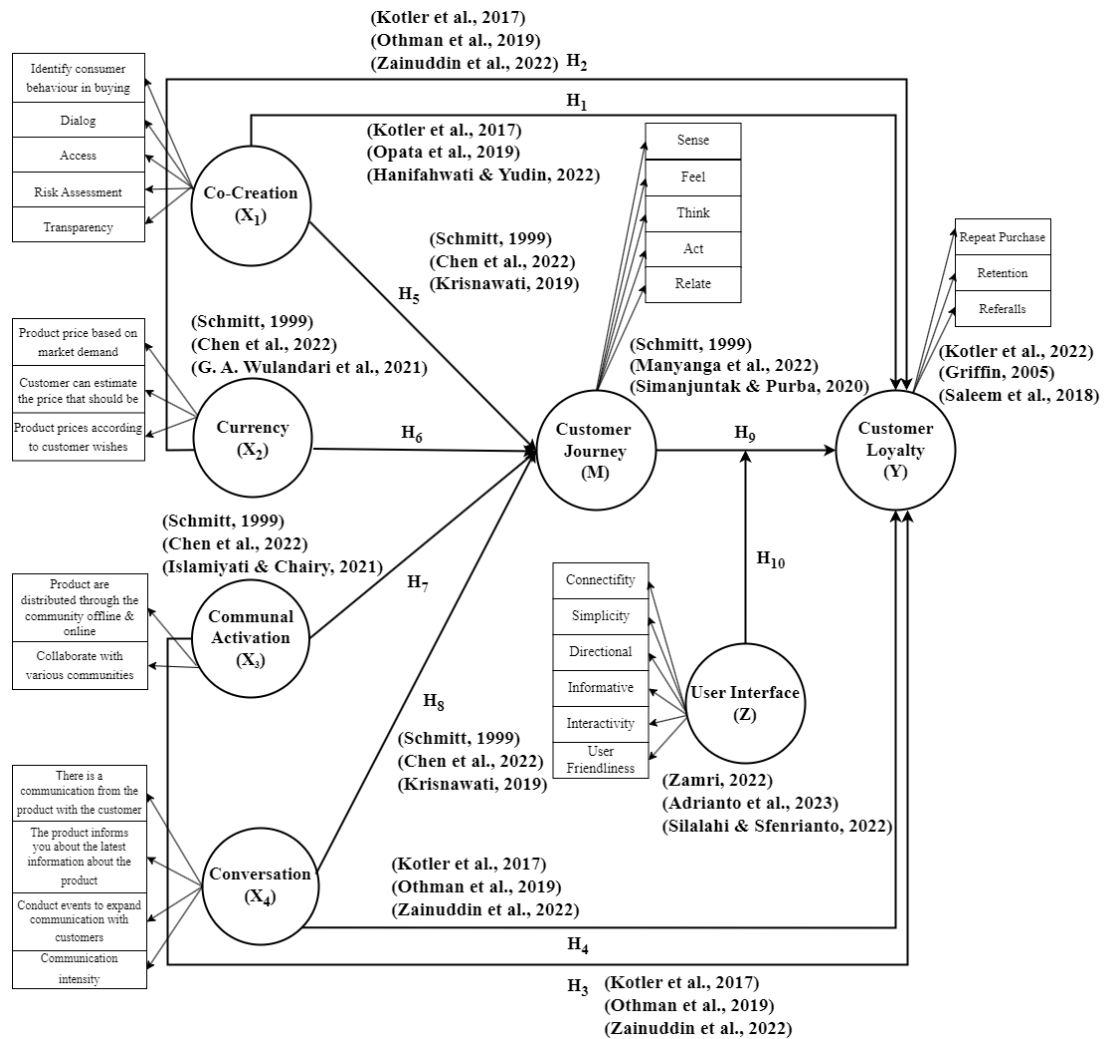 (Kotler et al., 2017)
(Othman et al., 2019)
(Zainuddin et al., 2022)
H2
H1
Identify consumer
behaviour in buying
Dialog
Access
Risk Assessment
Transparency
Co-Creation
(X1)
(Kotler et al., 2017)
(Opata et al., 2019)
(Hanifahwati & Yudin, 2022)
Sense
Feel
Think
Act
Relate
(Schmitt, 1999)
(Chen et al., 2022)
(Krisnawati, 2019)
H5
Repeat Purchase
Retention
Referalls
(Kotler et al., 2022)
(Griffin, 2005)
(Saleem et al., 2018)
Product price based on
market demand
Customer can estimate
the price that should be
Product prices according
to customer wishes
(Schmitt, 1999)
(Chen et al., 2022)
(G. A. Wulandari et al., 2021)
Currency
(X2)
H6
(Schmitt, 1999)
(Manyanga et al., 2022)
(Simanjuntak & Purba, 2020)
Customer
Journey
(M)
H9
Customer
Loyalty
(Y)
(Schmitt, 1999)
(Chen et al., 2022)
(Islamiyati & Chairy, 2021)
H7
Product are
distributed through the
community offline &
online
Collaborate with
various communities
Communal
Activation
(X3)
H10
Connectifity
Simplicity
Directional
Informative
Interactivity
User
Friendliness
User Interface
(Z)
(Zamri, 2022)
(Adrianto et al., 2023)
(Silalahi & Sfenrianto, 2022)
H8
(Schmitt, 1999)
(Chen et al., 2022)
(Krisnawati, 2019)
There is a
communication from the
product with the customer
The product informs
you about the latest
information about the
product
Conduct events to expand
communication with
customers
Communication
intensity
Conversation
(X4)
(Kotler et al., 2017)
(Othman et al., 2019)
(Zainuddin et al., 2022)
H4
H3
(Kotler et al., 2017)
(Othman et al., 2019)
(Zainuddin et al., 2022)